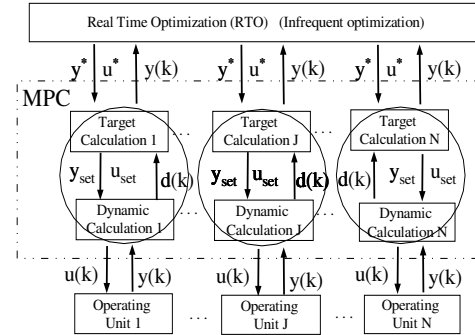 Real Time Optimization (RTO) (Infrequent optimization)
y* u* y(k) y* u* y(k) y* u* y(k)
MPC
Target Calculation 1 ... Target Calculation J ... Target Calculation N
y_set u_set d(k) y_set u_set d(k) d(k) y_set u_set
Dynamic Calculation 1 ... Dynamic Calculation J ... Dynamic Calculation N
u(k) y(k) u(k) y(k) u(k) y(k)
Operating Unit 1 ... Operating Unit J ... Operating Unit N